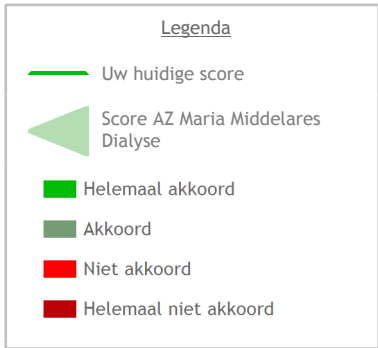 Legenda
Uw huidige score
Score AZ Maria Middelares
Dialyse
Helemaal akkoord
Akkoord
Niet akkoord
Helemaal niet akkoord